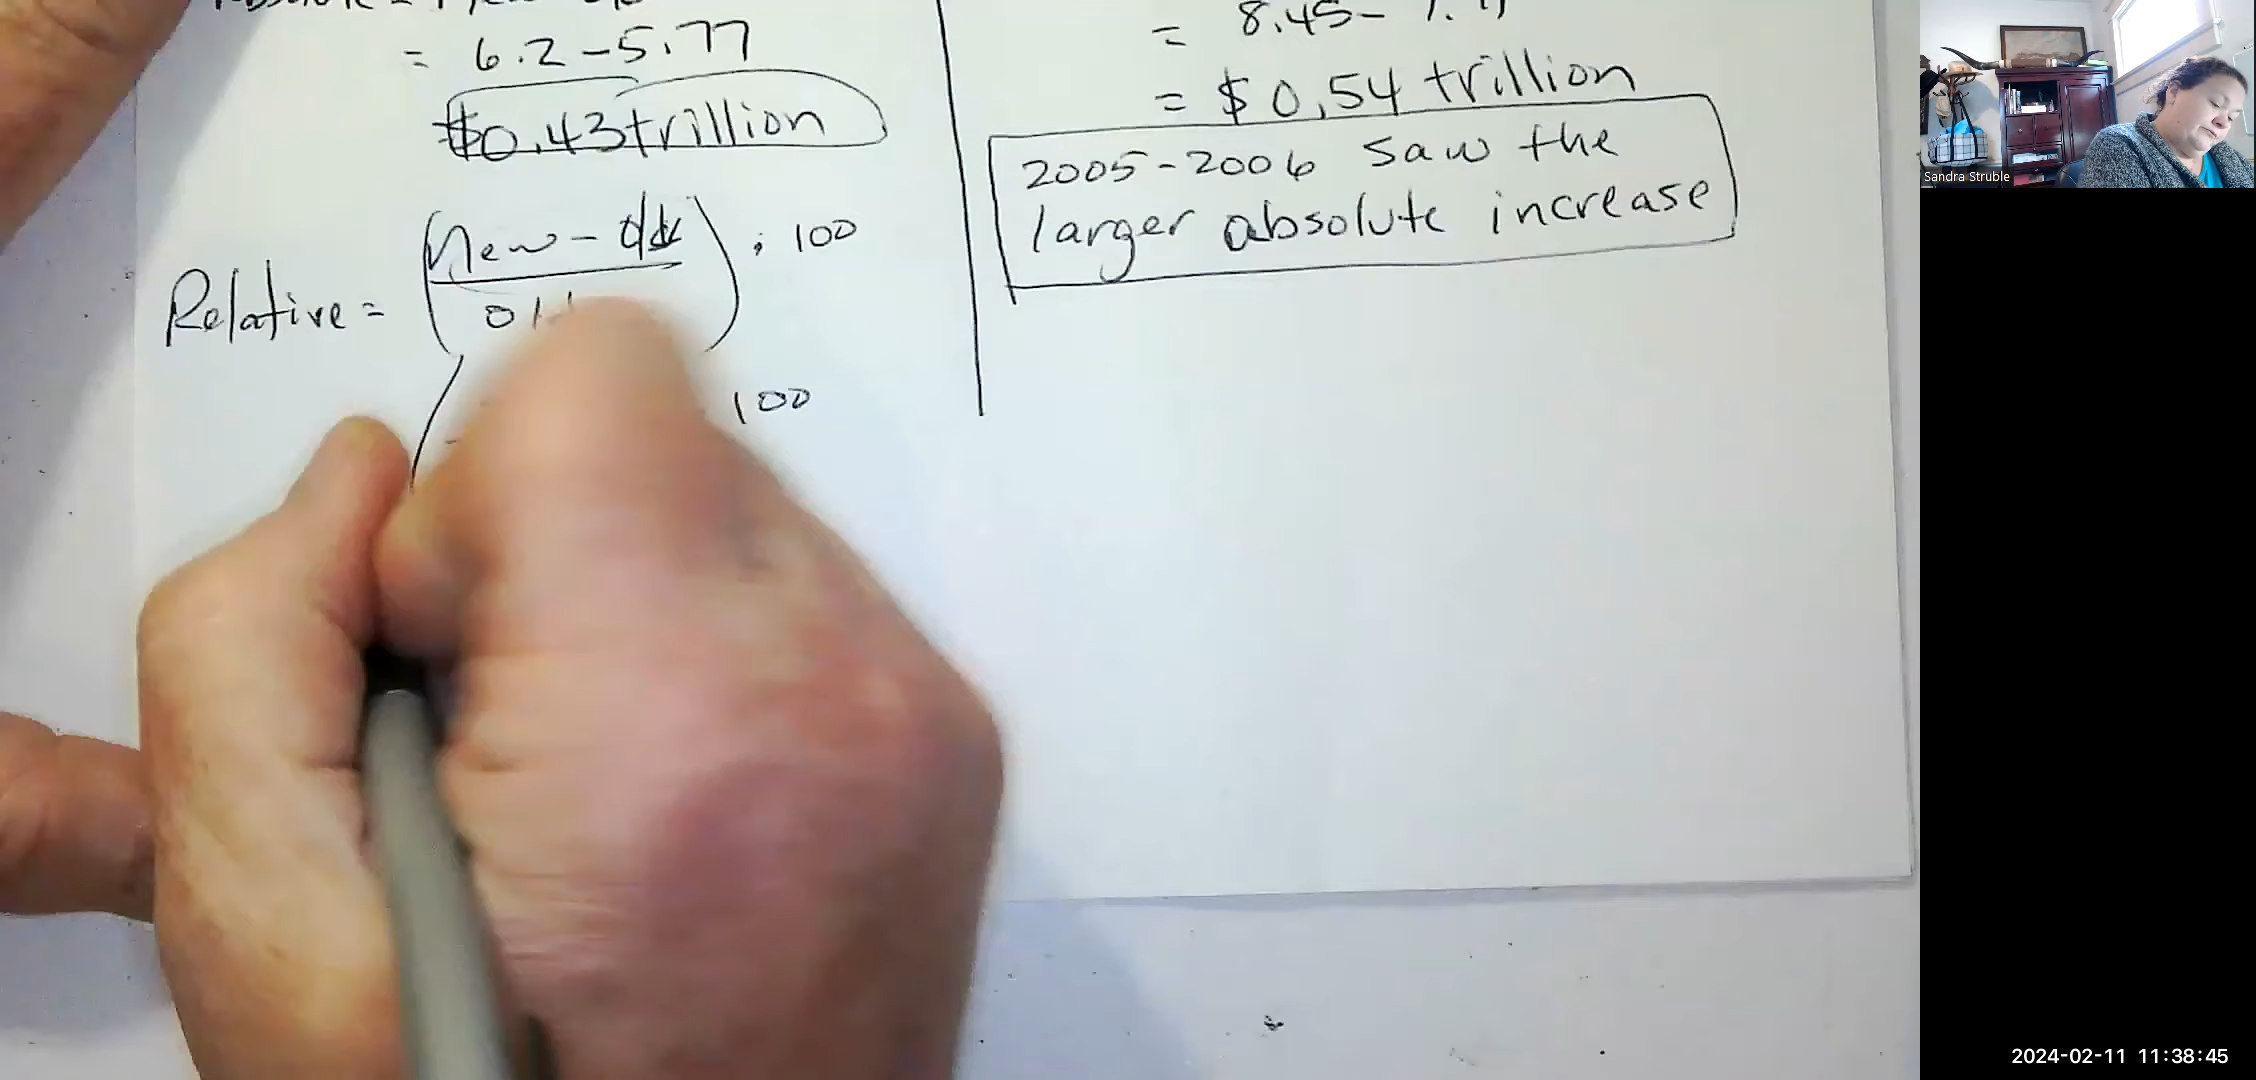 = 6.2 - 5.77
$0.43 trillion
Relative = (New - old / old) · 100
100
= 8.45 -
= $0.54 trillion
2005-2006 saw the
larger absolute increase
Sandra Struble
2024-02-11 11:38:45